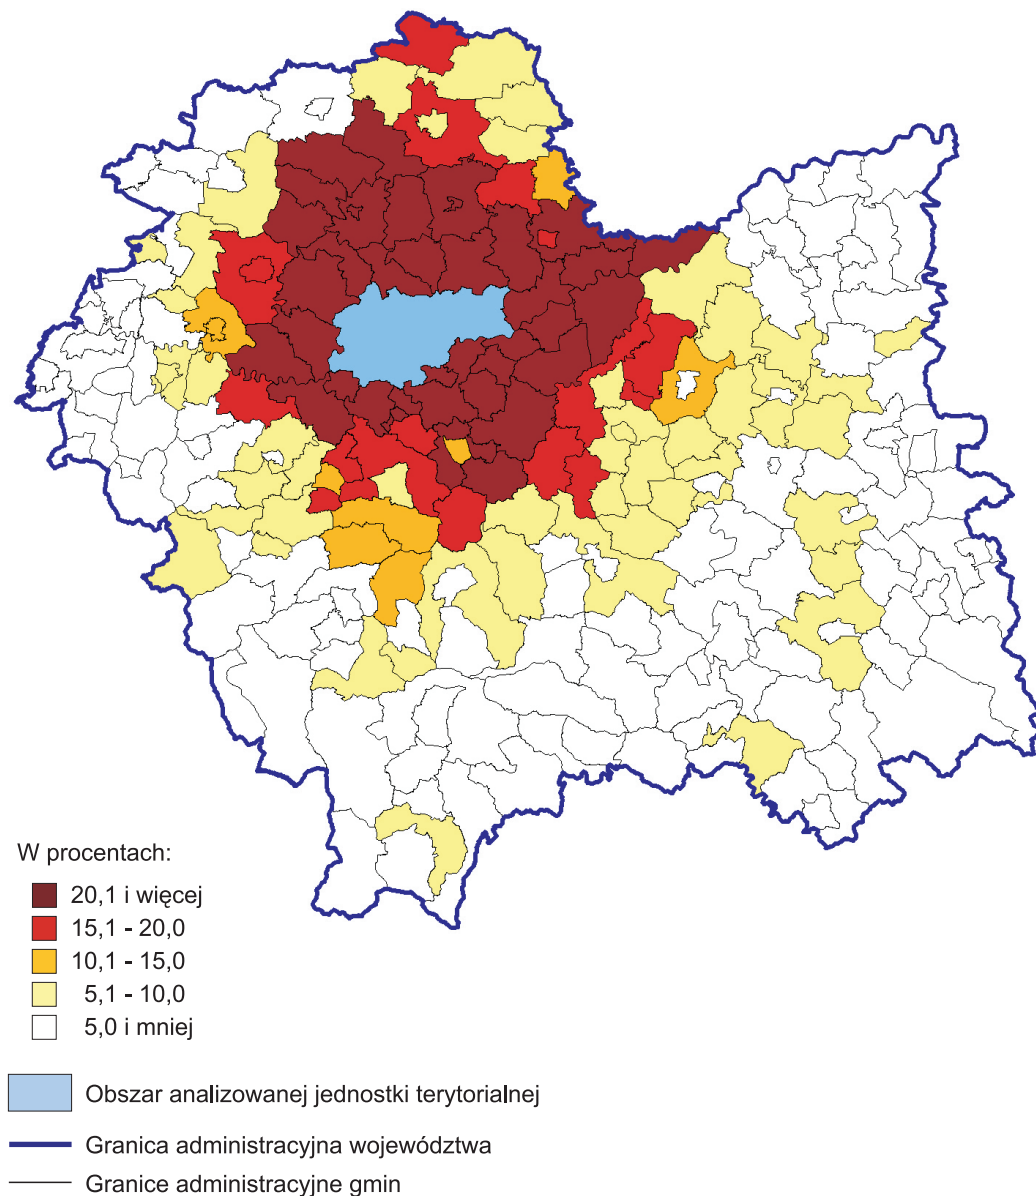 W procentach:
20,1 i więcej
15,1 - 20,0
10,1 - 15,0
5,1 - 10,0
5,0 i mniej
Obszar analizowanej jednostki terytorialnej
Granica administracyjna województwa
Granice administracyjne gmin